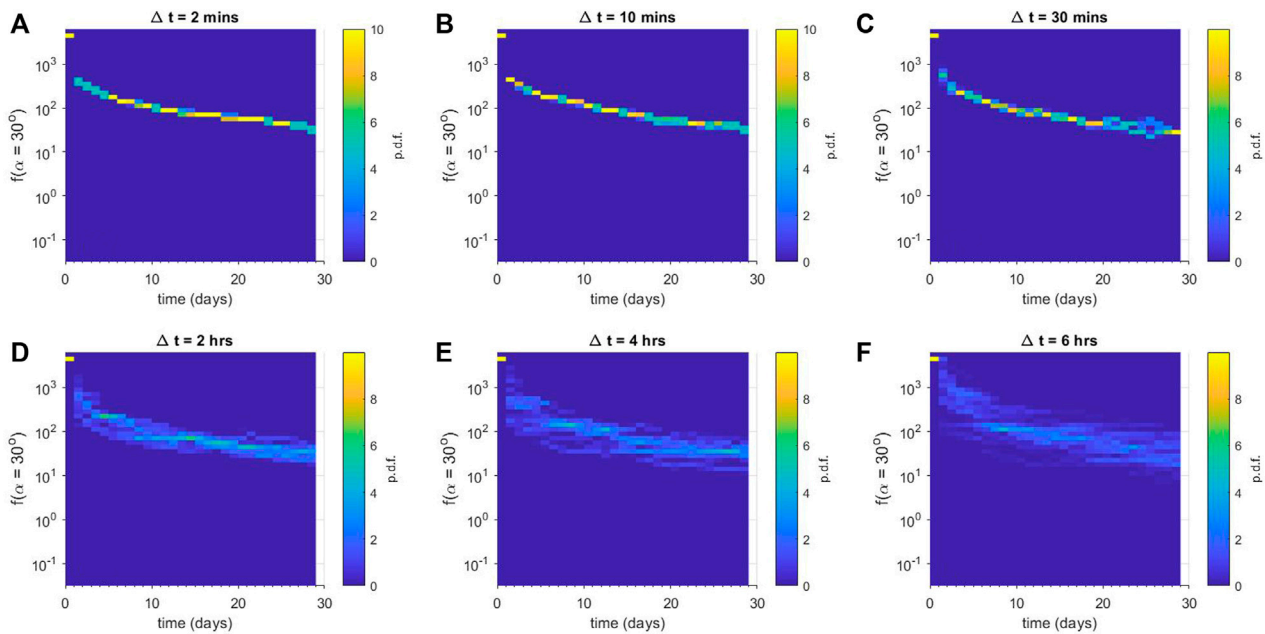 A
Δ t = 2 mins
f(α = 30°)
10³
10²
10¹
10⁰
10⁻¹
0 10 20 30
time (days)
10
8
6
4
2
0
p.d.f.
B
Δ t = 10 mins
f(α = 30°)
10³
10²
10¹
10⁰
10⁻¹
0 10 20 30
time (days)
10
8
6
4
2
0
p.d.f.
C
Δ t = 30 mins
f(α = 30°)
10³
10²
10¹
10⁰
10⁻¹
0 10 20 30
time (days)
8
6
4
2
0
p.d.f.
D
Δ t = 2 hrs
f(α = 30°)
10³
10²
10¹
10⁰
10⁻¹
0 10 20 30
time (days)
8
6
4
2
0
p.d.f.
E
Δ t = 4 hrs
f(α = 30°)
10³
10²
10¹
10⁰
10⁻¹
0 10 20 30
time (days)
8
6
4
2
0
p.d.f.
F
Δ t = 6 hrs
f(α = 30°)
10³
10²
10¹
10⁰
10⁻¹
0 10 20 30
time (days)
8
6
4
2
0
p.d.f.